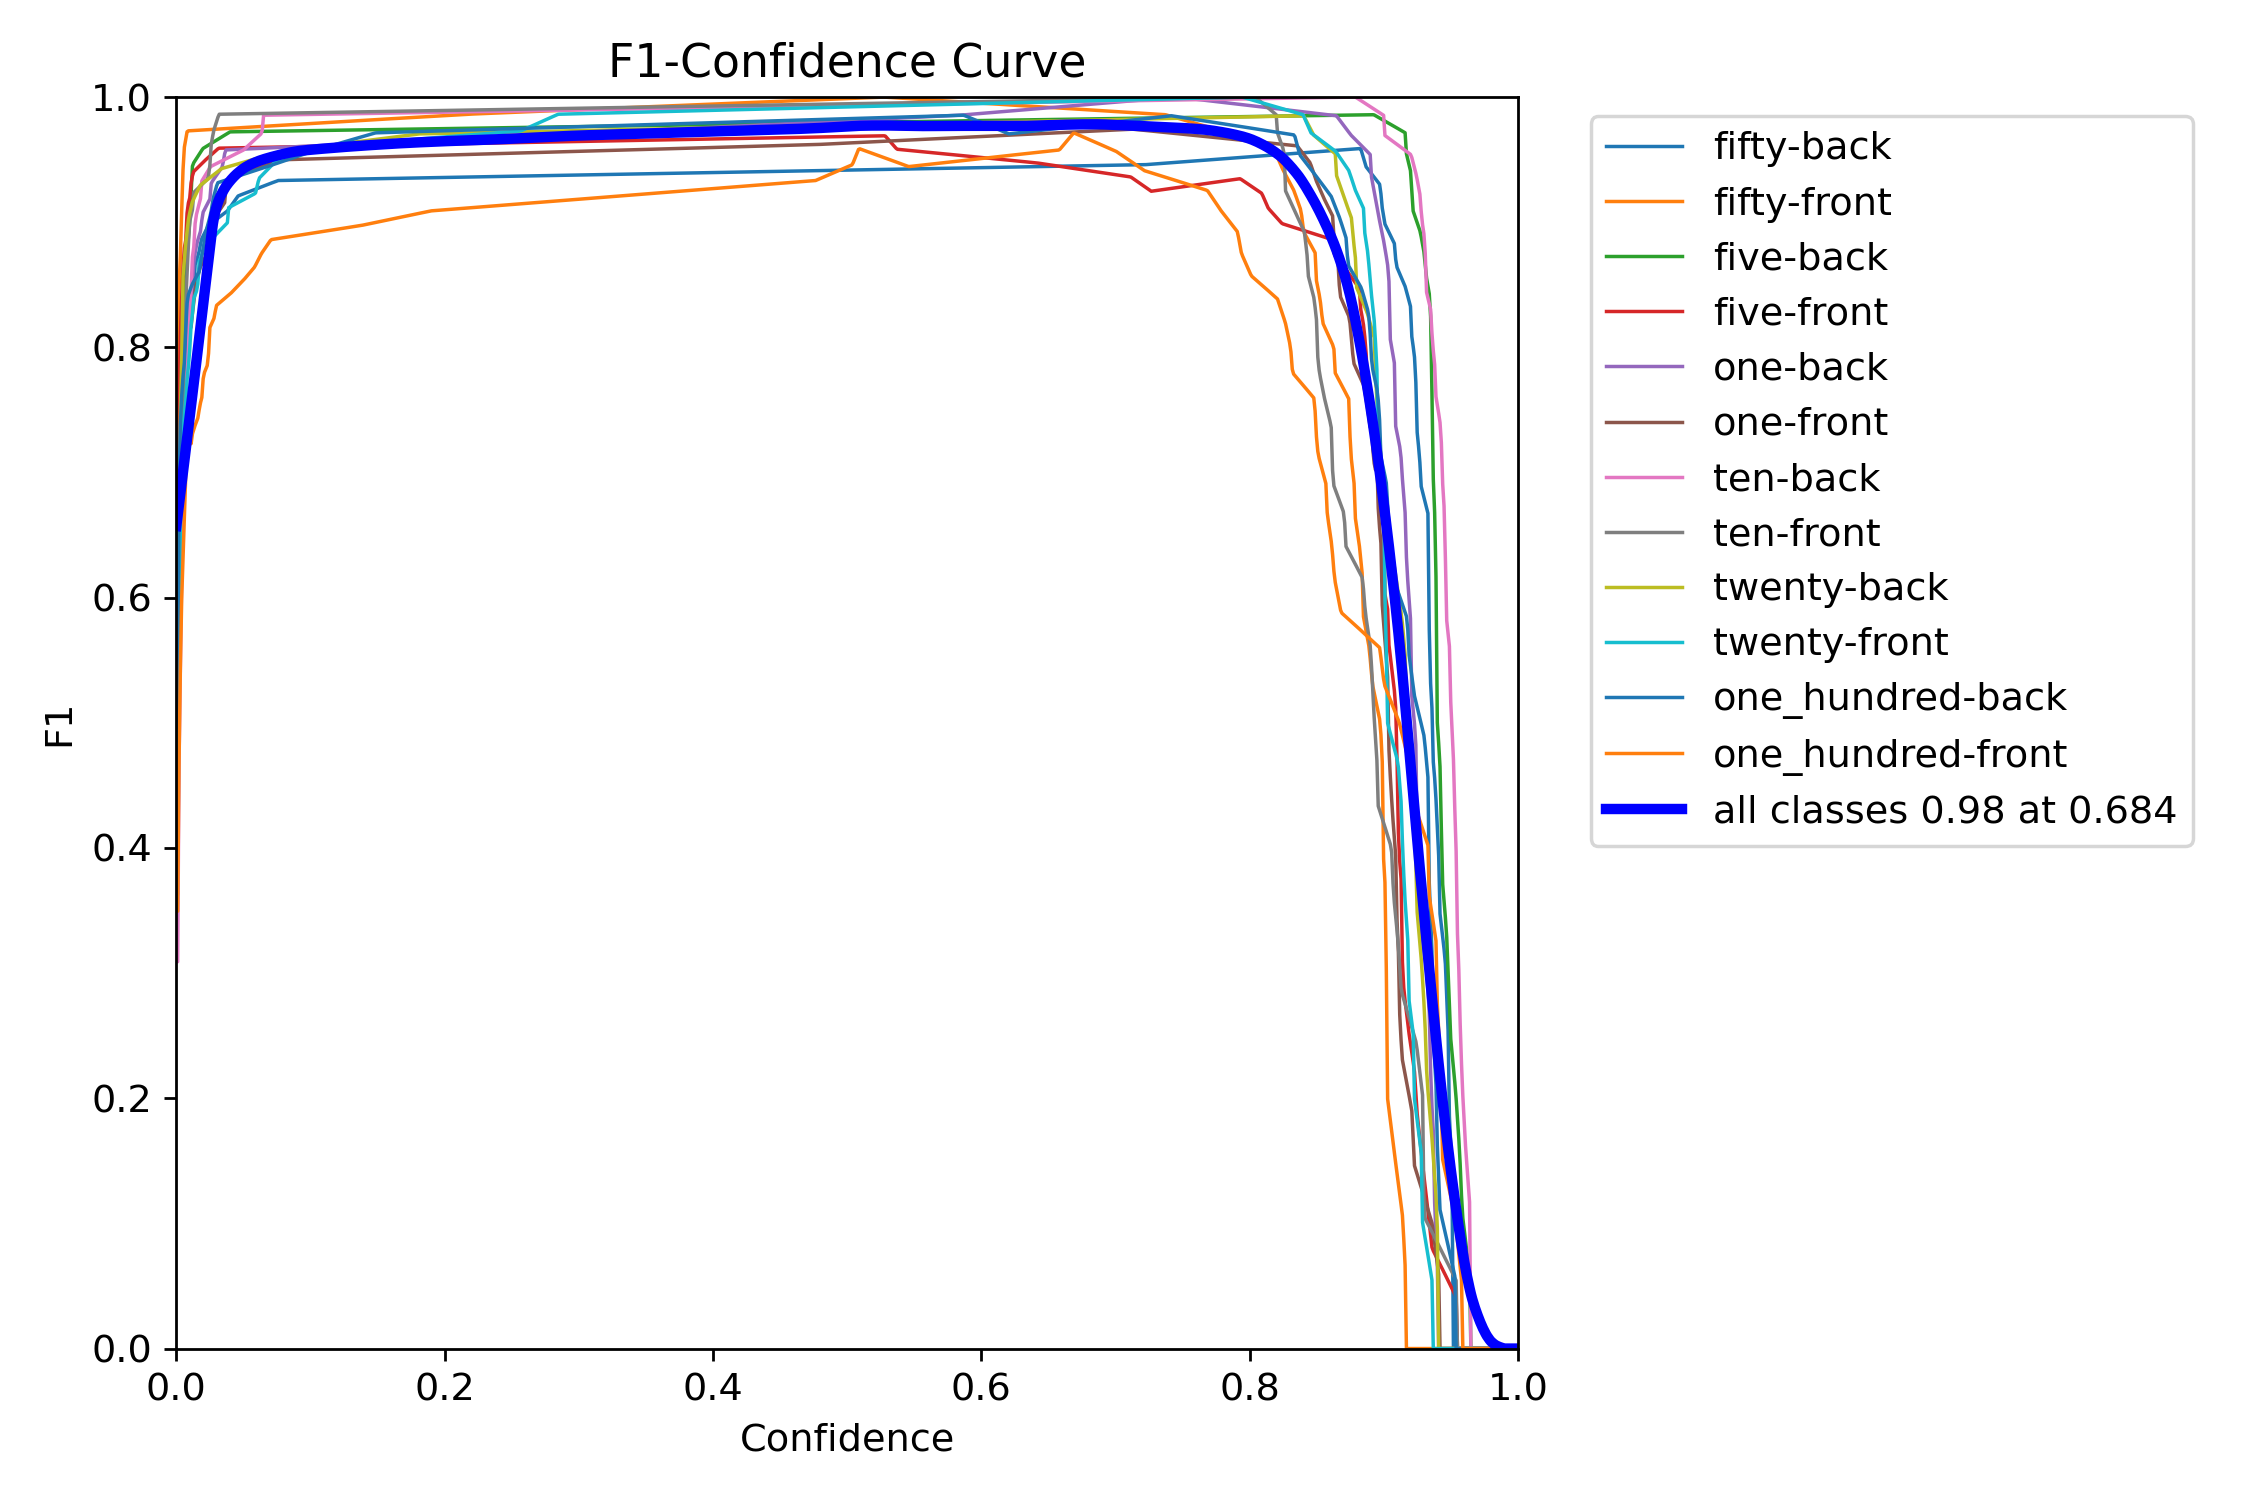 F1-Confidence Curve
1.0
0.8
0.6
0.4
0.2
0.0
F1
0.0 0.2 0.4 0.6 0.8 1.0
Confidence
fifty-back
fifty-front
five-back
five-front
one-back
one-front
ten-back
ten-front
twenty-back
twenty-front
one_hundred-back
one_hundred-front
all classes 0.98 at 0.684